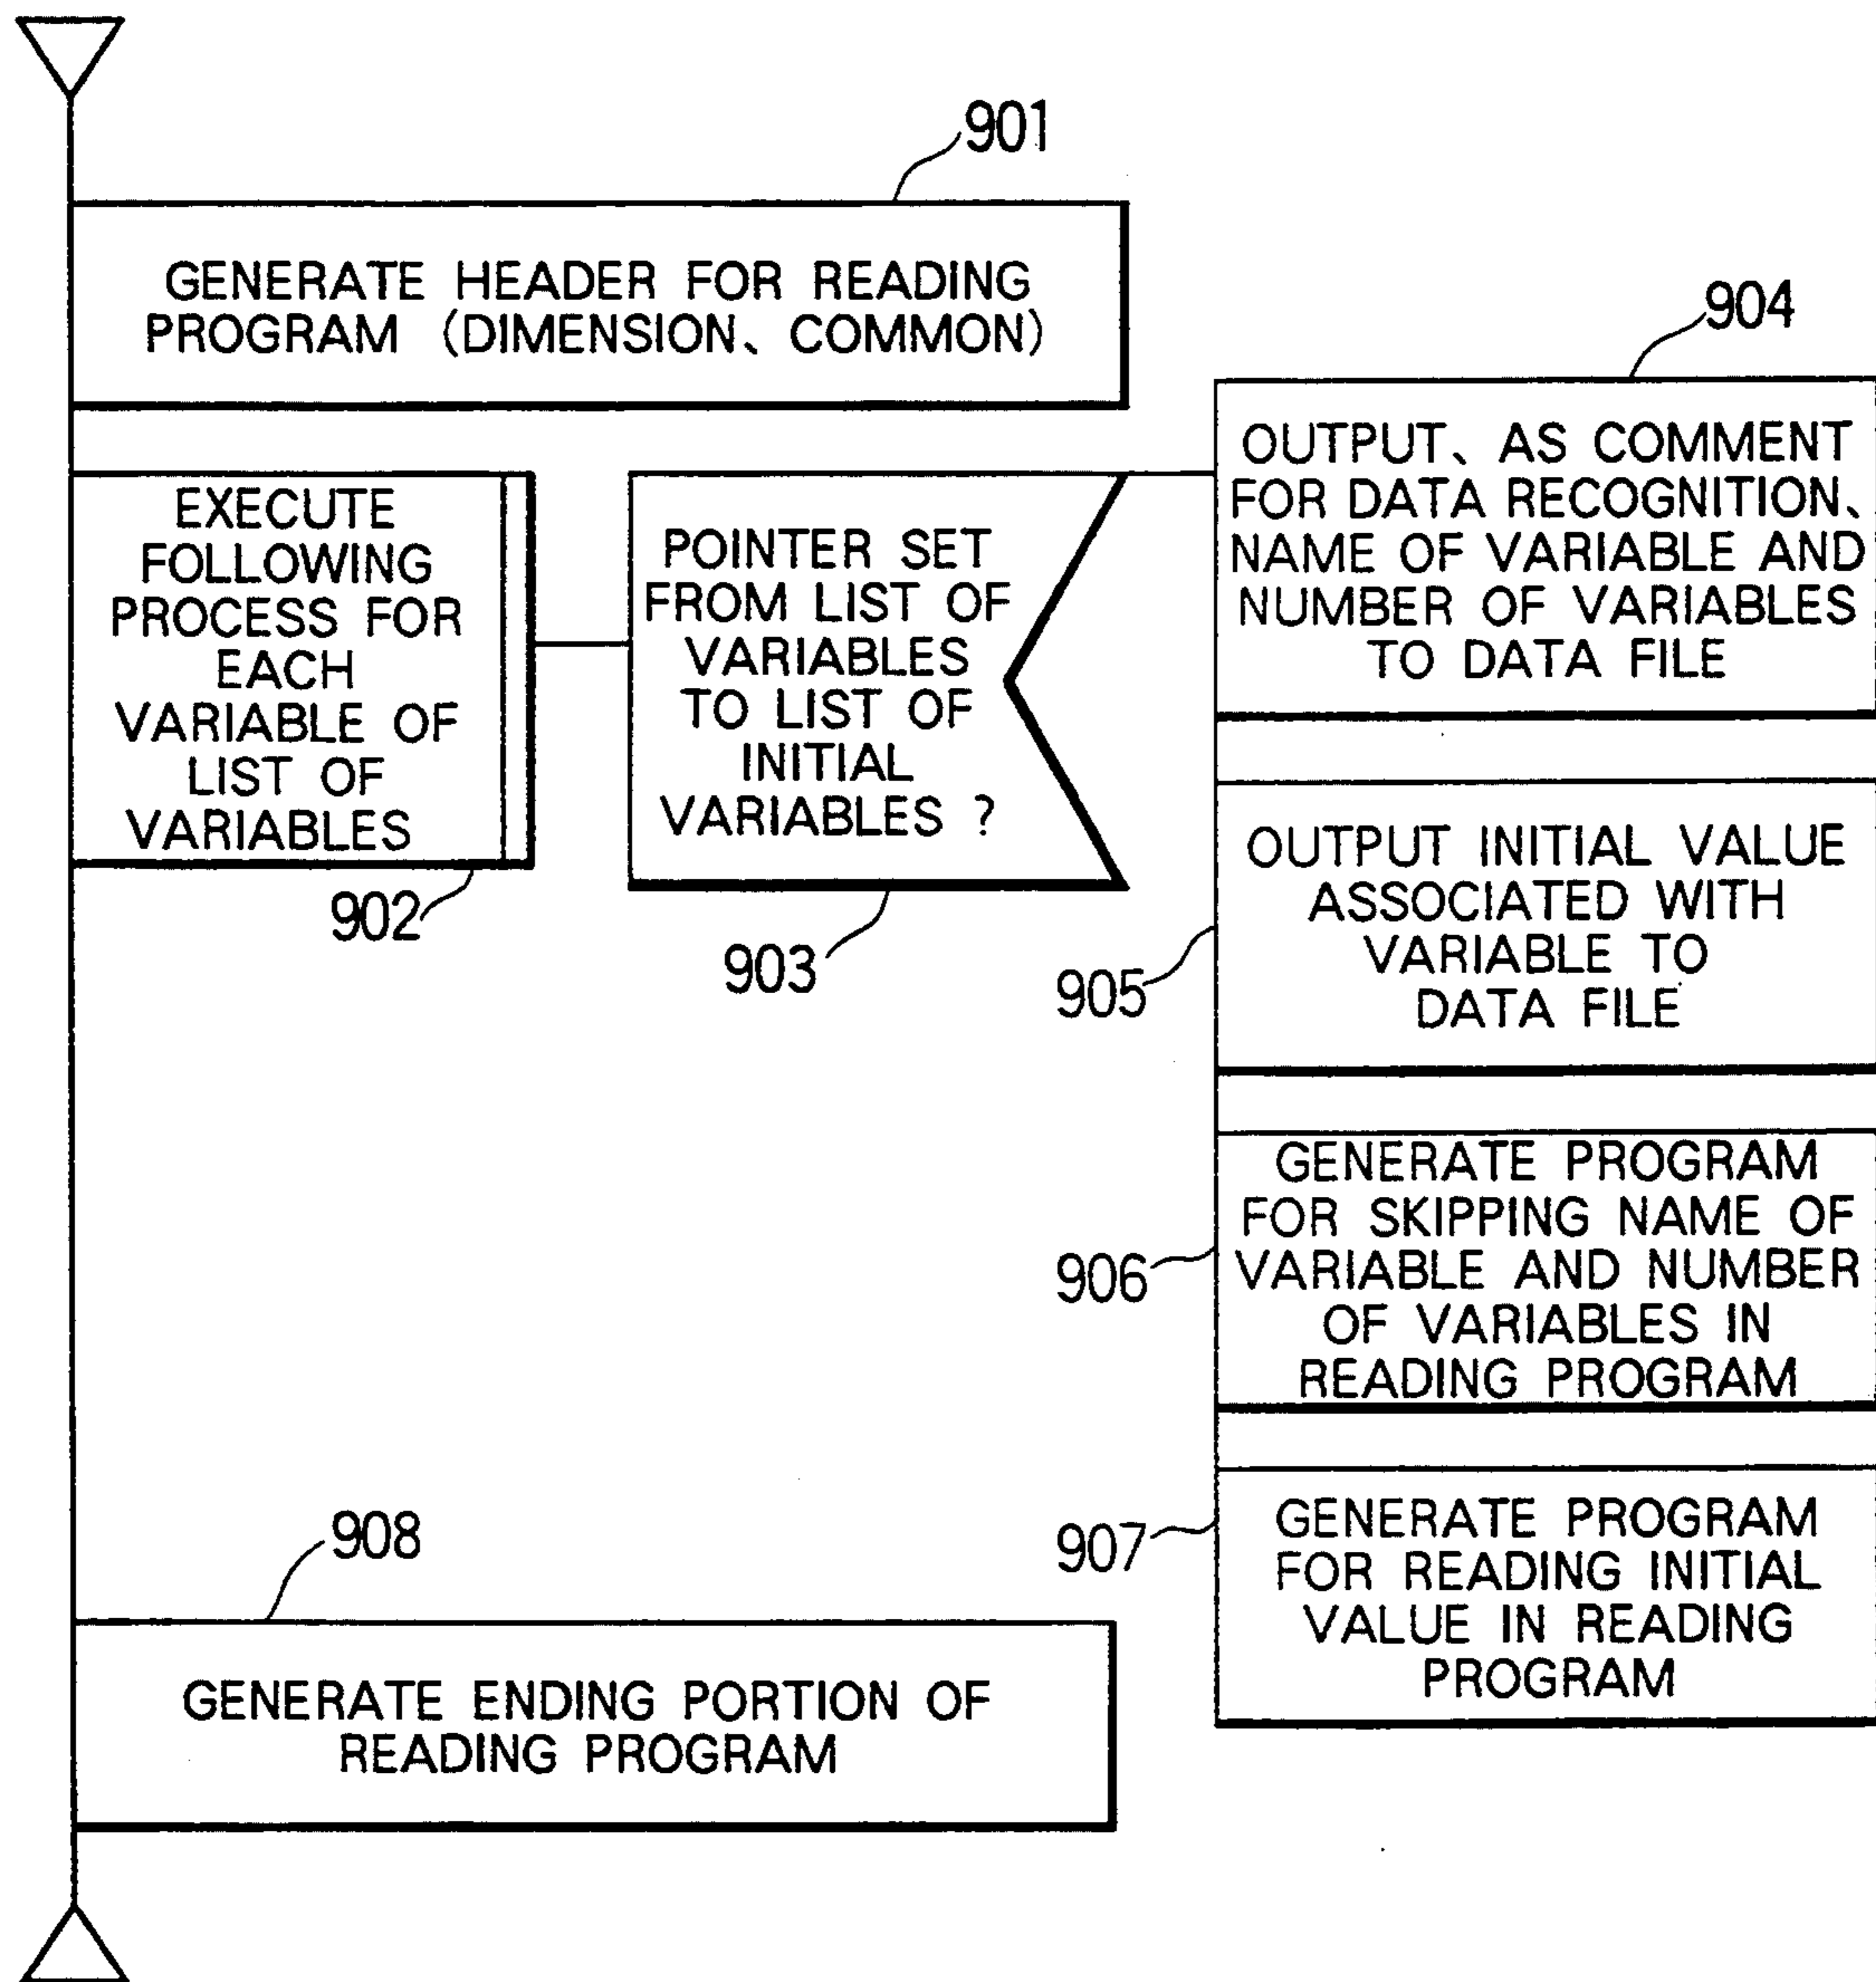 901
GENERATE HEADER FOR READING
PROGRAM (DIMENSION、COMMON)
902
EXECUTE
FOLLOWING
PROCESS FOR
EACH
VARIABLE OF
LIST OF
VARIABLES
903
POINTER SET
FROM LIST OF
VARIABLES
TO LIST OF
INITIAL
VARIABLES ?
904
OUTPUT、AS COMMENT
FOR DATA RECOGNITION、
NAME OF VARIABLE AND
NUMBER OF VARIABLES
TO DATA FILE
905
OUTPUT INITIAL VALUE
ASSOCIATED WITH
VARIABLE TO
DATA FILE
906
GENERATE PROGRAM
FOR SKIPPING NAME OF
VARIABLE AND NUMBER
OF VARIABLES IN
READING PROGRAM
907
GENERATE PROGRAM
FOR READING INITIAL
VALUE IN READING
PROGRAM
908
GENERATE ENDING PORTION OF
READING PROGRAM